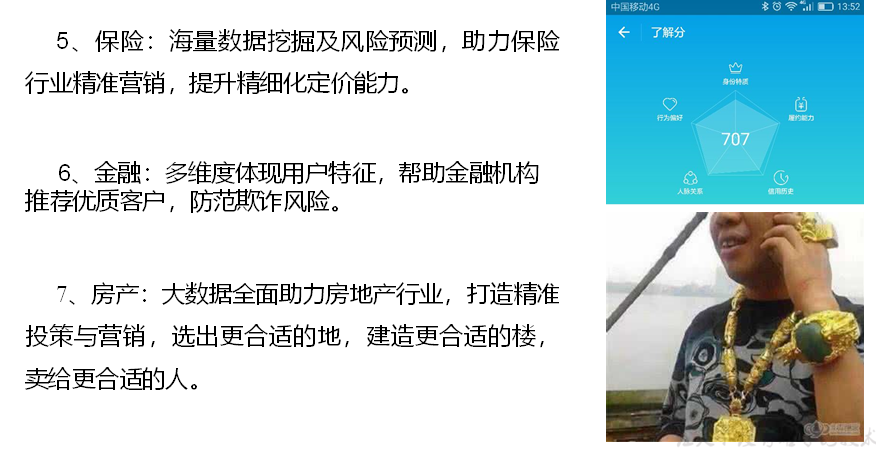 5、保险：海量数据挖掘及风险预测，助力保险
行业精准营销，提升精细化定价能力。
6、金融：多维度体现用户特征，帮助金融机构
推荐优质客户，防范欺诈风险。
7、房产：大数据全面助力房地产行业，打造精准
投策与营销，选出更合适的地，建造更合适的楼，
卖给更合适的人。
中国移动4G
4G
13:52
了解分
身份特质
行为偏好
履约能力
707
人脉关系
信用历史